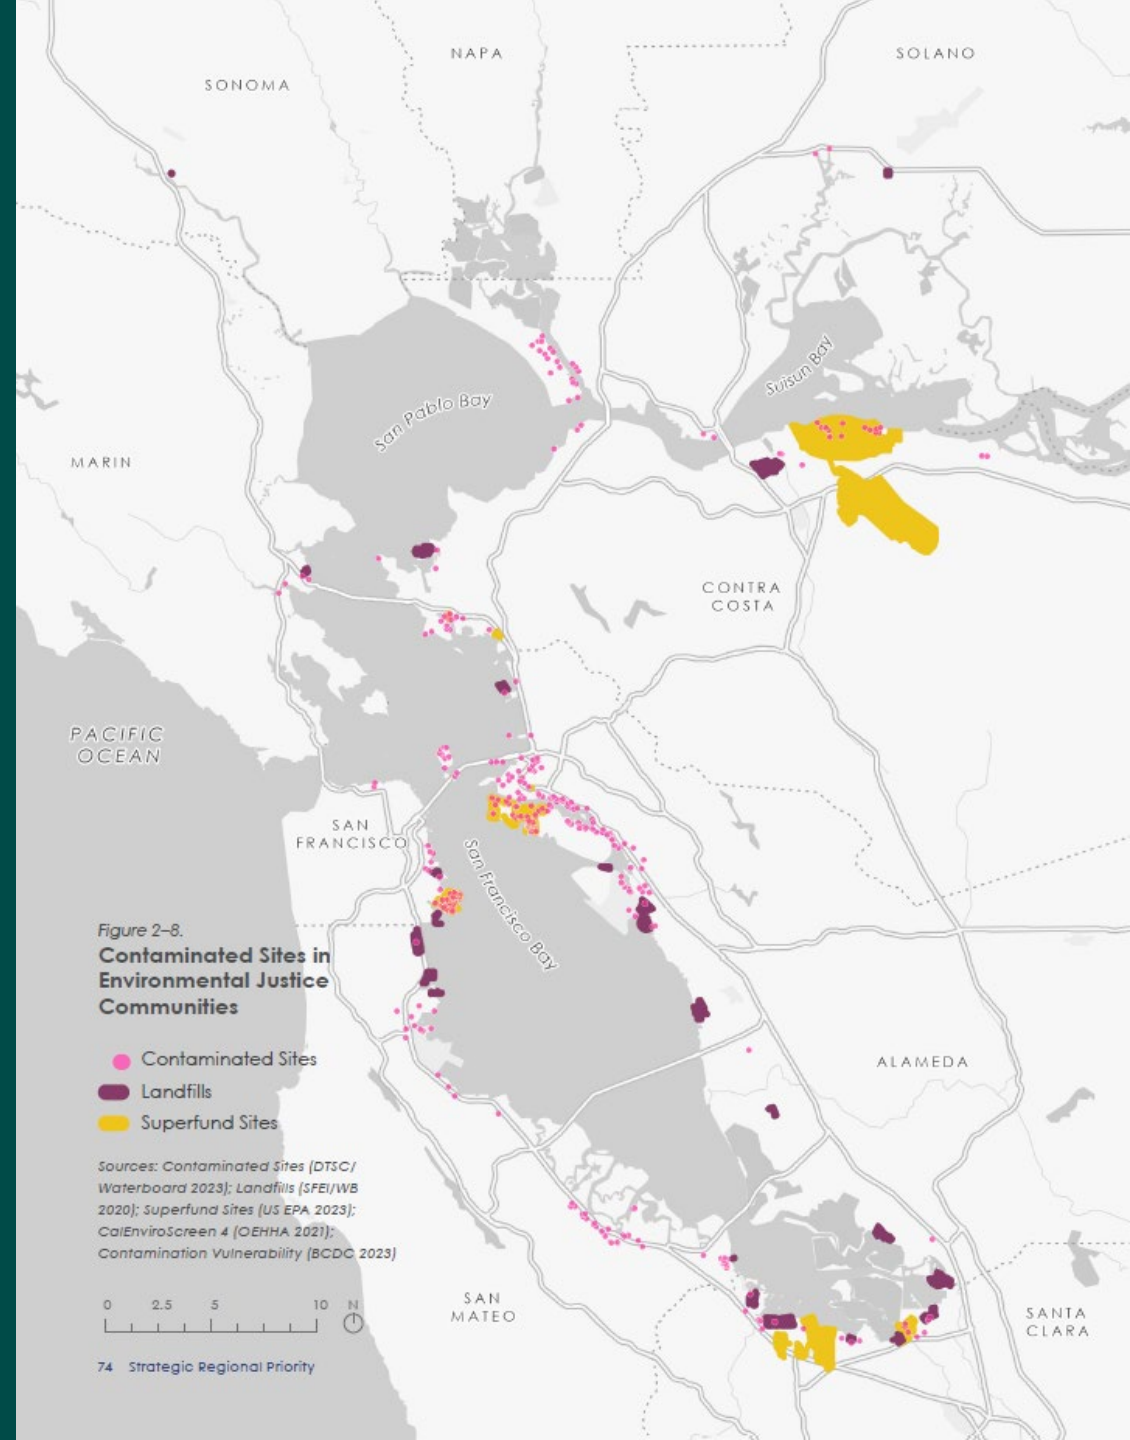 NAPA
SOLANO
SONOMA
Suisun Bay
San Pablo Bay
MARIN
CONTRA
COSTA
PACIFIC
OCEAN
SAN
FRANCISCO
San Francisco Bay
Figure 2–8.
Contaminated Sites in
Environmental Justice
Communities
Contaminated Sites
Landfills
Superfund Sites
ALAMEDA
Sources: Contaminated Sites (DTSC/
Waterboard 2023); Landfills (SFEI/WB
2020); Superfund Sites (US EPA 2023);
CalEnviroScreen 4 (OEHHA 2021);
Contamination Vulnerability (BCDC 2023)
0 2.5 5 10 N
SAN
MATEO
SANTA
CLARA
74 Strategic Regional Priority